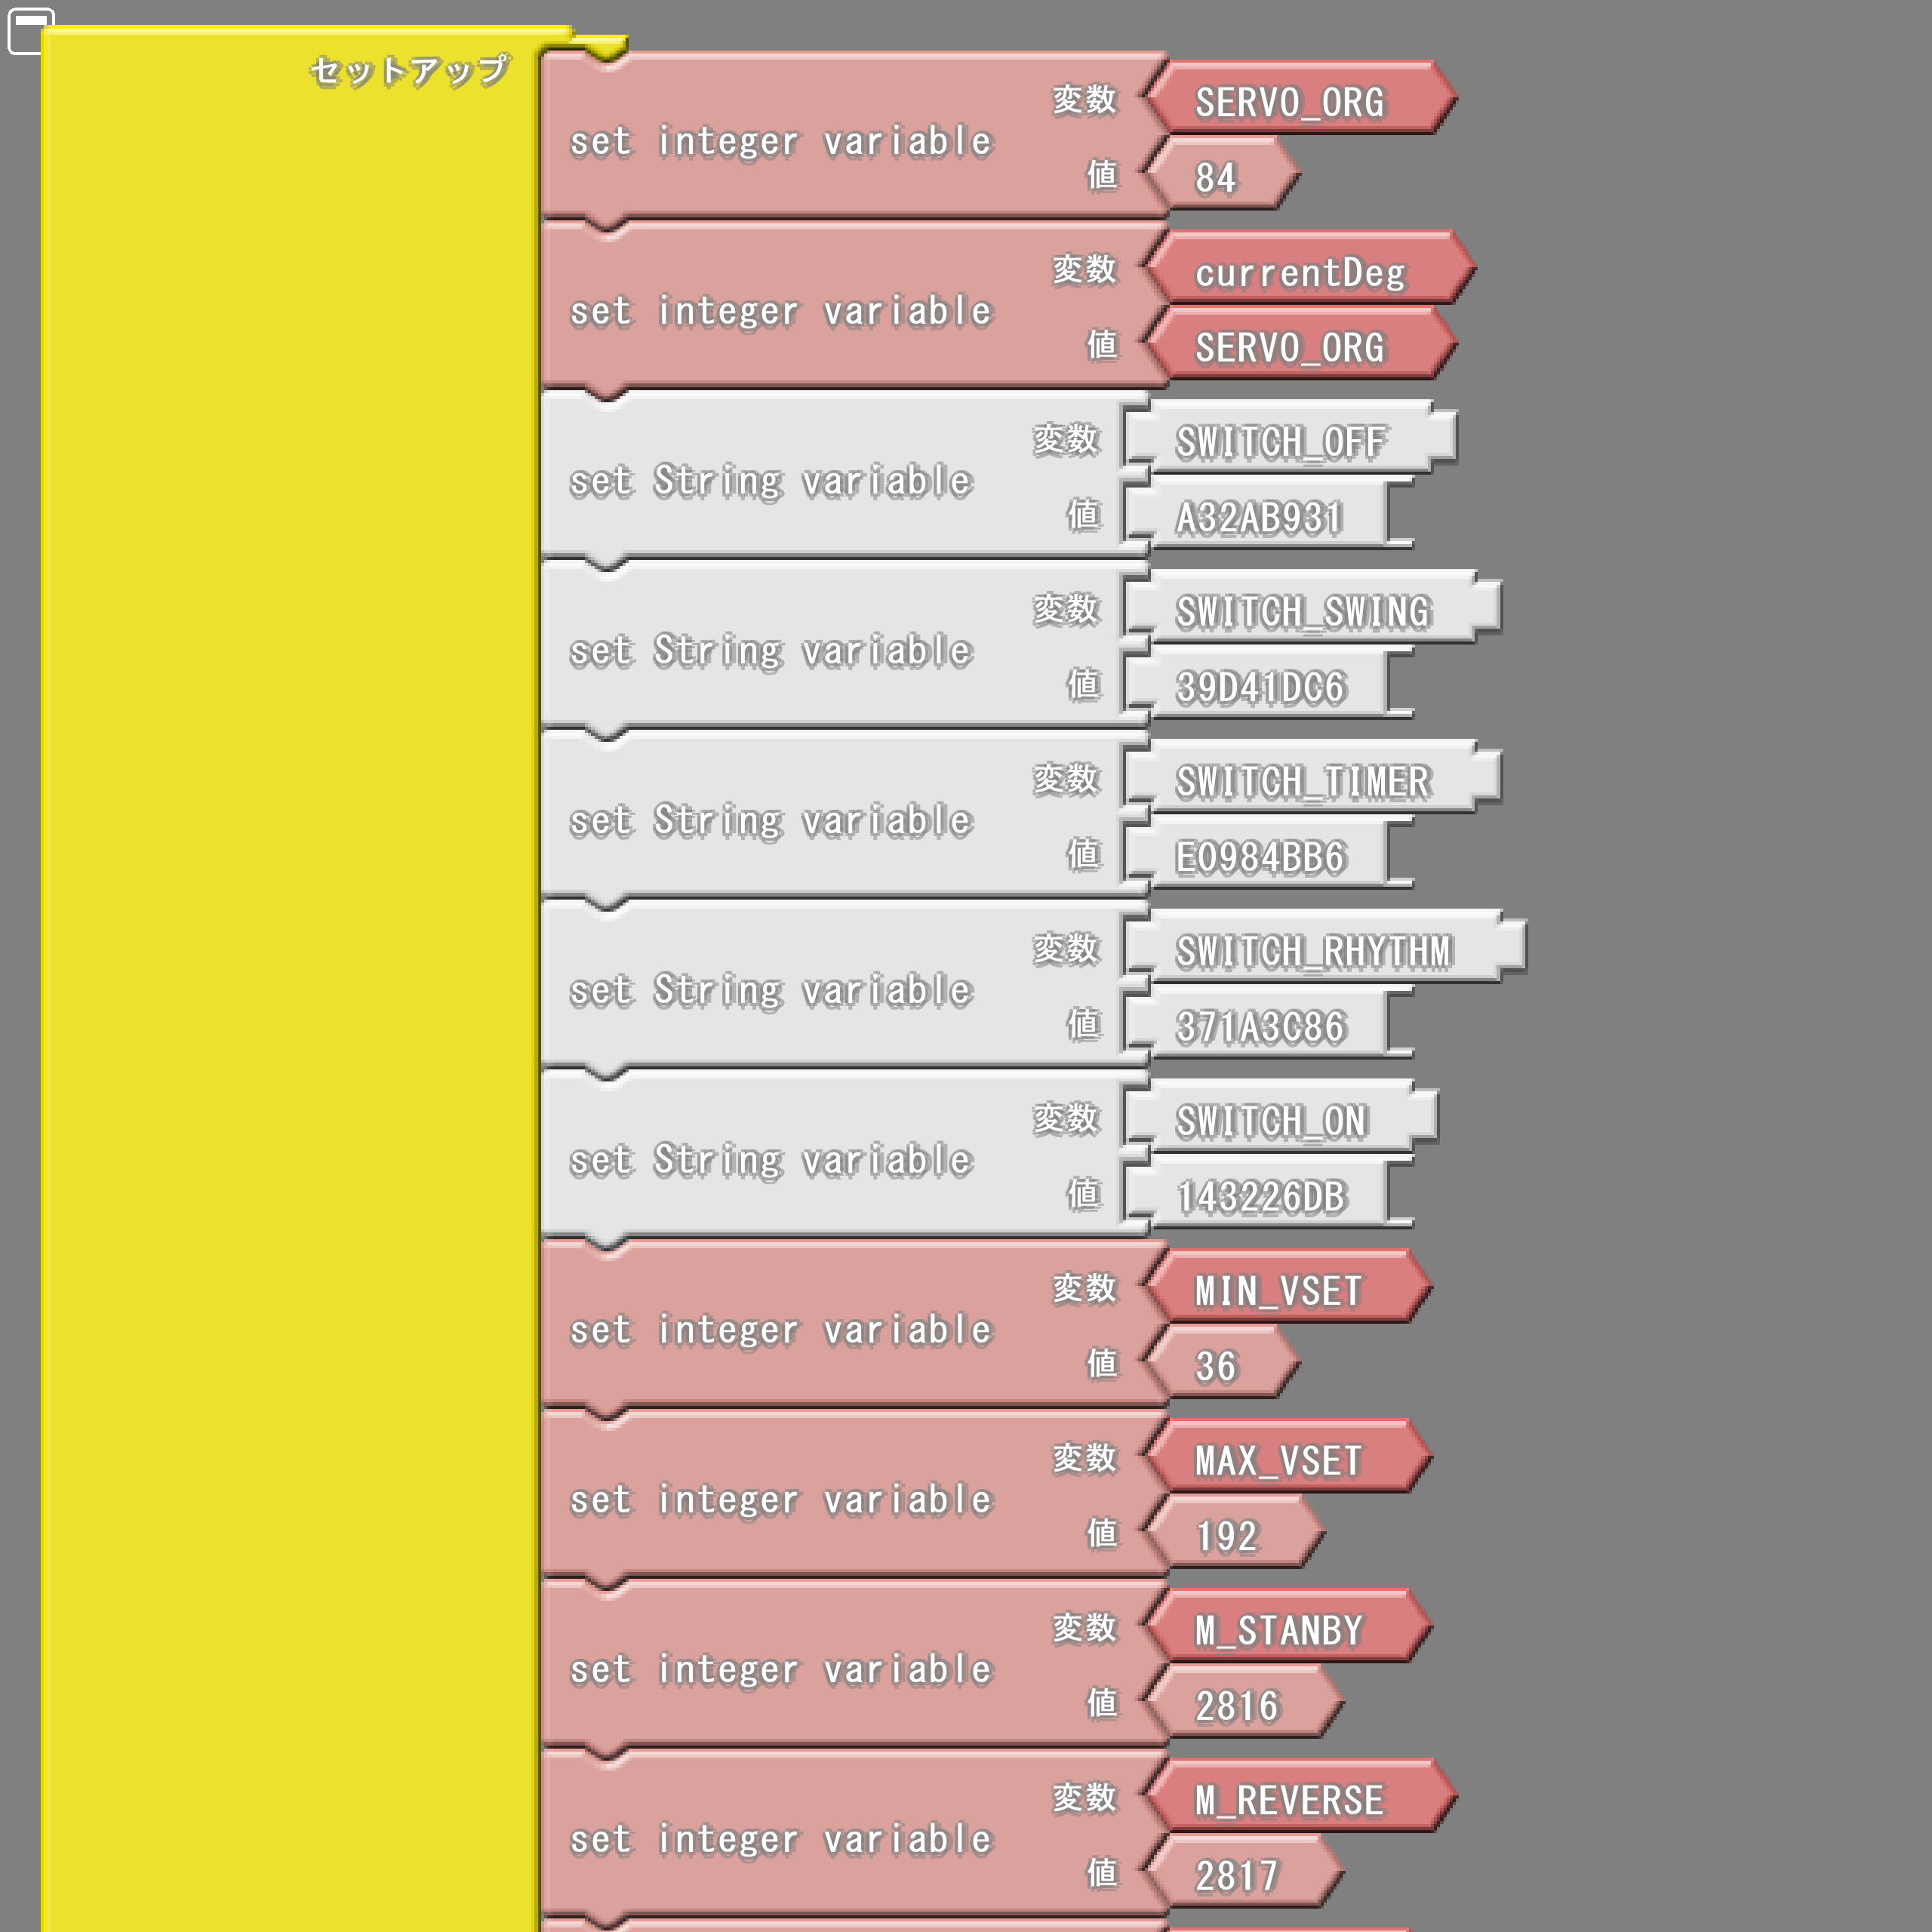 セットアップ
変数 SERVO_ORG
set integer variable
値 84
変数 currentDeg
set integer variable
値 SERVO_ORG
変数 SWITCH_OFF
set String variable
値 A32AB931
変数 SWITCH_SWING
set String variable
値 39D41DC6
変数 SWITCH_TIMER
set String variable
値 E0984BB6
変数 SWITCH_RHYTHM
set String variable
値 371A3C86
変数 SWITCH_ON
set String variable
値 143226DB
変数 MIN_VSET
set integer variable
値 36
変数 MAX_VSET
set integer variable
値 192
変数 M_STANBY
set integer variable
値 2816
変数 M_REVERSE
set integer variable
値 2817